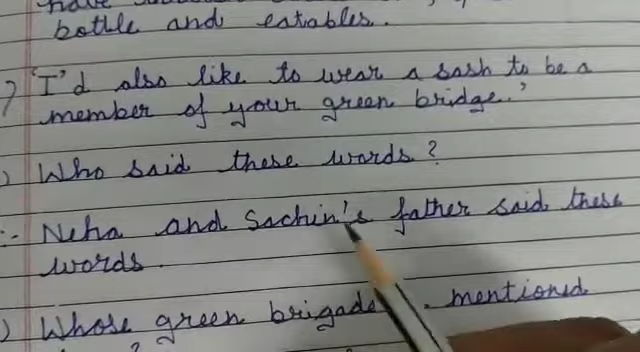 bottle and eatables.
'I'd also like to wear a sash to be a
member of your green bridge.'
Who said these words?
Neha and Sachin's father said these
words.
Whose green brigade mentioned